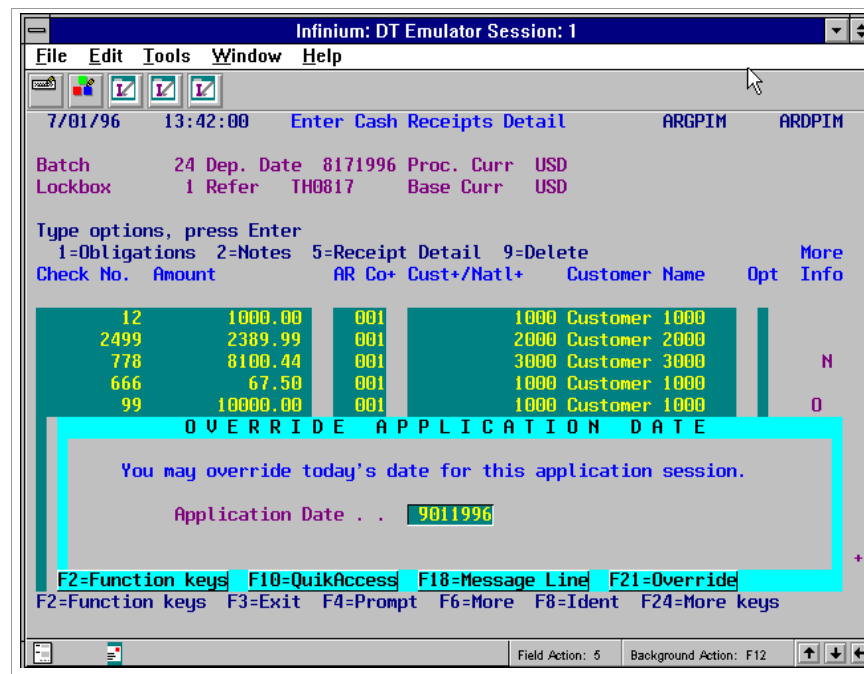 Infinium: DT Emulator Session: 1
File Edit Tools Window Help
7/01/96 13:42:00 Enter Cash Receipts Detail ARGPIM ARDPIM
Batch 24 Dep. Date 8171996 Proc. Curr USD
Lockbox 1 Refer TH0817 Base Curr USD
Type options, press Enter
1=Obligations 2=Notes 5=Receipt Detail 9=Delete More
Check No. Amount AR Co+ Cust+/Natl+ Customer Name Opt Info
12 1000.00 001 1000 Customer 1000
2499 2389.99 001 2000 Customer 2000
778 8100.44 001 3000 Customer 3000 N
666 67.50 001 1000 Customer 1000
99 10000.00 001 1000 Customer 1000 O
OVERRIDE APPLICATION DATE
You may override today's date for this application session.
Application Date . . 9011996
+
F2=Function keys F10=QuikAccess F18=Message Line F21=Override
F2=Function keys F3=Exit F4=Prompt F6=More F8=Ident F24=More keys
Field Action: 5 Background Action: F12